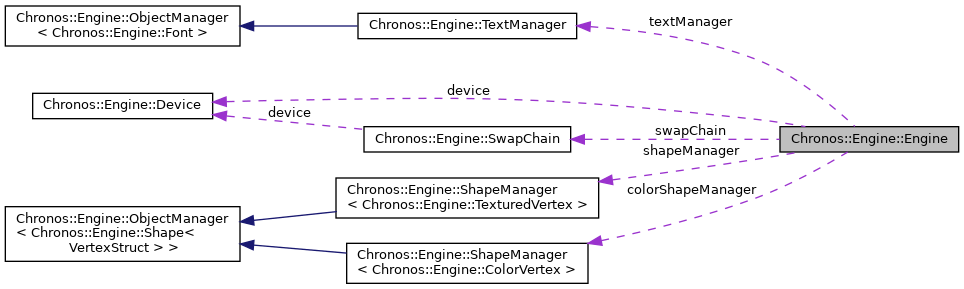 Chronos::Engine::ObjectManager
< Chronos::Engine::Font >
Chronos::Engine::TextManager
textManager
Chronos::Engine::Device
device
device
Chronos::Engine::SwapChain
swapChain
Chronos::Engine::Engine
shapeManager
Chronos::Engine::ShapeManager
< Chronos::Engine::TexturedVertex >
colorShapeManager
Chronos::Engine::ObjectManager
< Chronos::Engine::Shape<
VertexStruct > >
Chronos::Engine::ShapeManager
< Chronos::Engine::ColorVertex >